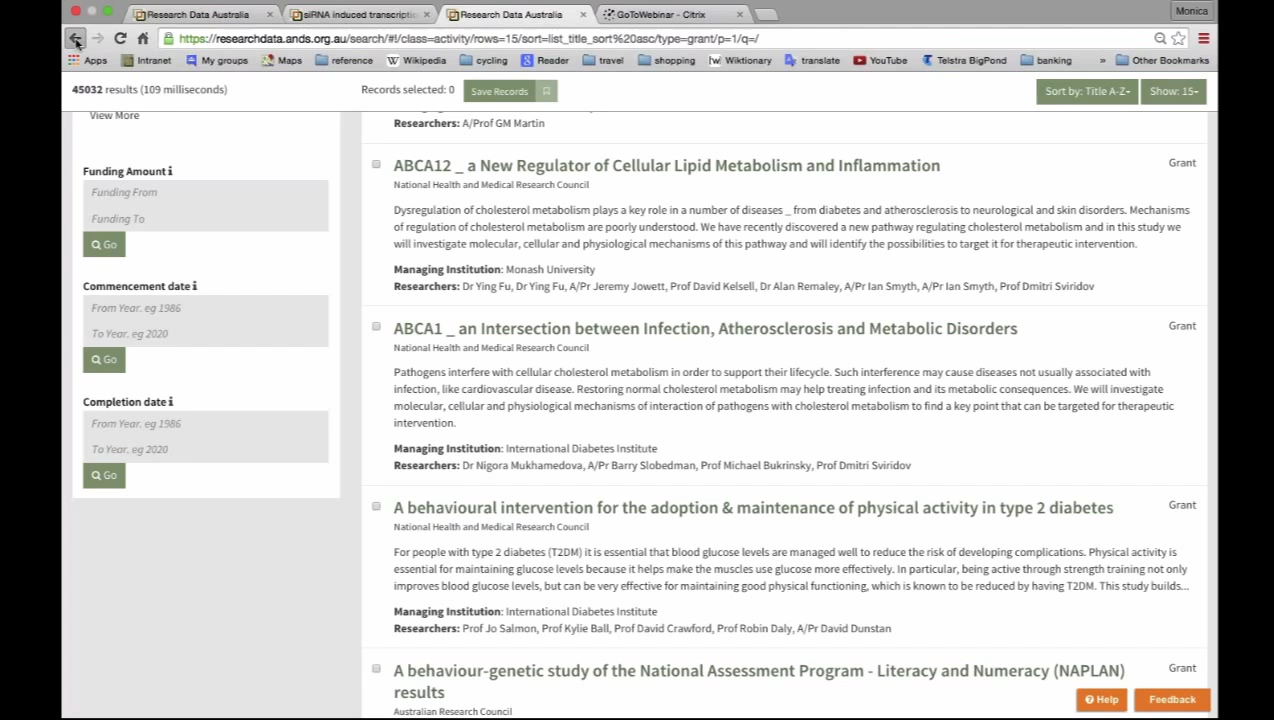 Research Data Australia
siRNA induced transcriptio
Research Data Australia
GoToWebinar - Citrix
Monica
https://researchdata.ands.org.au/search/#!/class=activity/rows=15/sort=list_title_sort%20asc/type=grant/p=1/q=/
Apps Intranet My groups Maps reference Wikipedia cycling Reader travel shopping Wiktionary translate YouTube Telstra BigPond banking » Other Bookmarks
45032 results (109 milliseconds)
Records selected: 0
Save Records
Sort by: Title A-Z
Show: 15
View More
Funding Amount
Funding From
Funding To
Go
Commencement date
From Year. eg 1986
To Year. eg 2020
Go
Completion date
From Year. eg 1986
To Year. eg 2020
Go
Researchers: A/Prof GM Martin
ABCA12 _ a New Regulator of Cellular Lipid Metabolism and Inflammation
Grant
National Health and Medical Research Council
Dysregulation of cholesterol metabolism plays a key role in a number of diseases _ from diabetes and atherosclerosis to neurological and skin disorders. Mechanisms
of regulation of cholesterol metabolism are poorly understood. We have recently discovered a new pathway regulating cholesterol metabolism and in this study we
will investigate molecular, cellular and physiological mechanisms of this pathway and will identify the possibilities to target it for therapeutic intervention.
Managing Institution: Monash University
Researchers: Dr Ying Fu, Dr Ying Fu, A/Pr Jeremy Jowett, Prof David Kelsell, Dr Alan Remaley, A/Pr Ian Smyth, A/Pr Ian Smyth, Prof Dmitri Sviridov
ABCA1 _ an Intersection between Infection, Atherosclerosis and Metabolic Disorders
Grant
National Health and Medical Research Council
Pathogens interfere with cellular cholesterol metabolism in order to support their lifecycle. Such interference may cause diseases not usually associated with
infection, like cardiovascular disease. Restoring normal cholesterol metabolism may help treating infection and its metabolic consequences. We will investigate
molecular, cellular and physiological mechanisms of interaction of pathogens with cholesterol metabolism to find a key point that can be targeted for therapeutic
intervention.
Managing Institution: International Diabetes Institute
Researchers: Dr Nigora Mukhamedova, A/Pr Barry Slobedman, Prof Michael Bukrinsky, Prof Dmitri Sviridov
A behavioural intervention for the adoption & maintenance of physical activity in type 2 diabetes
Grant
National Health and Medical Research Council
For people with type 2 diabetes (T2DM) it is essential that blood glucose levels are managed well to reduce the risk of developing complications. Physical activity is
essential for maintaining glucose levels because it helps make the muscles use glucose more effectively. In particular, being active through strength training not only
improves blood glucose levels, but can be very effective for maintaining good physical functioning, which is known to be reduced by having T2DM. This study builds...
Managing Institution: International Diabetes Institute
Researchers: Prof Jo Salmon, Prof Kylie Ball, Prof David Crawford, Prof Robin Daly, A/Pr David Dunstan
A behaviour-genetic study of the National Assessment Program - Literacy and Numeracy (NAPLAN)
results
Grant
Australian Research Council
Help
Feedback